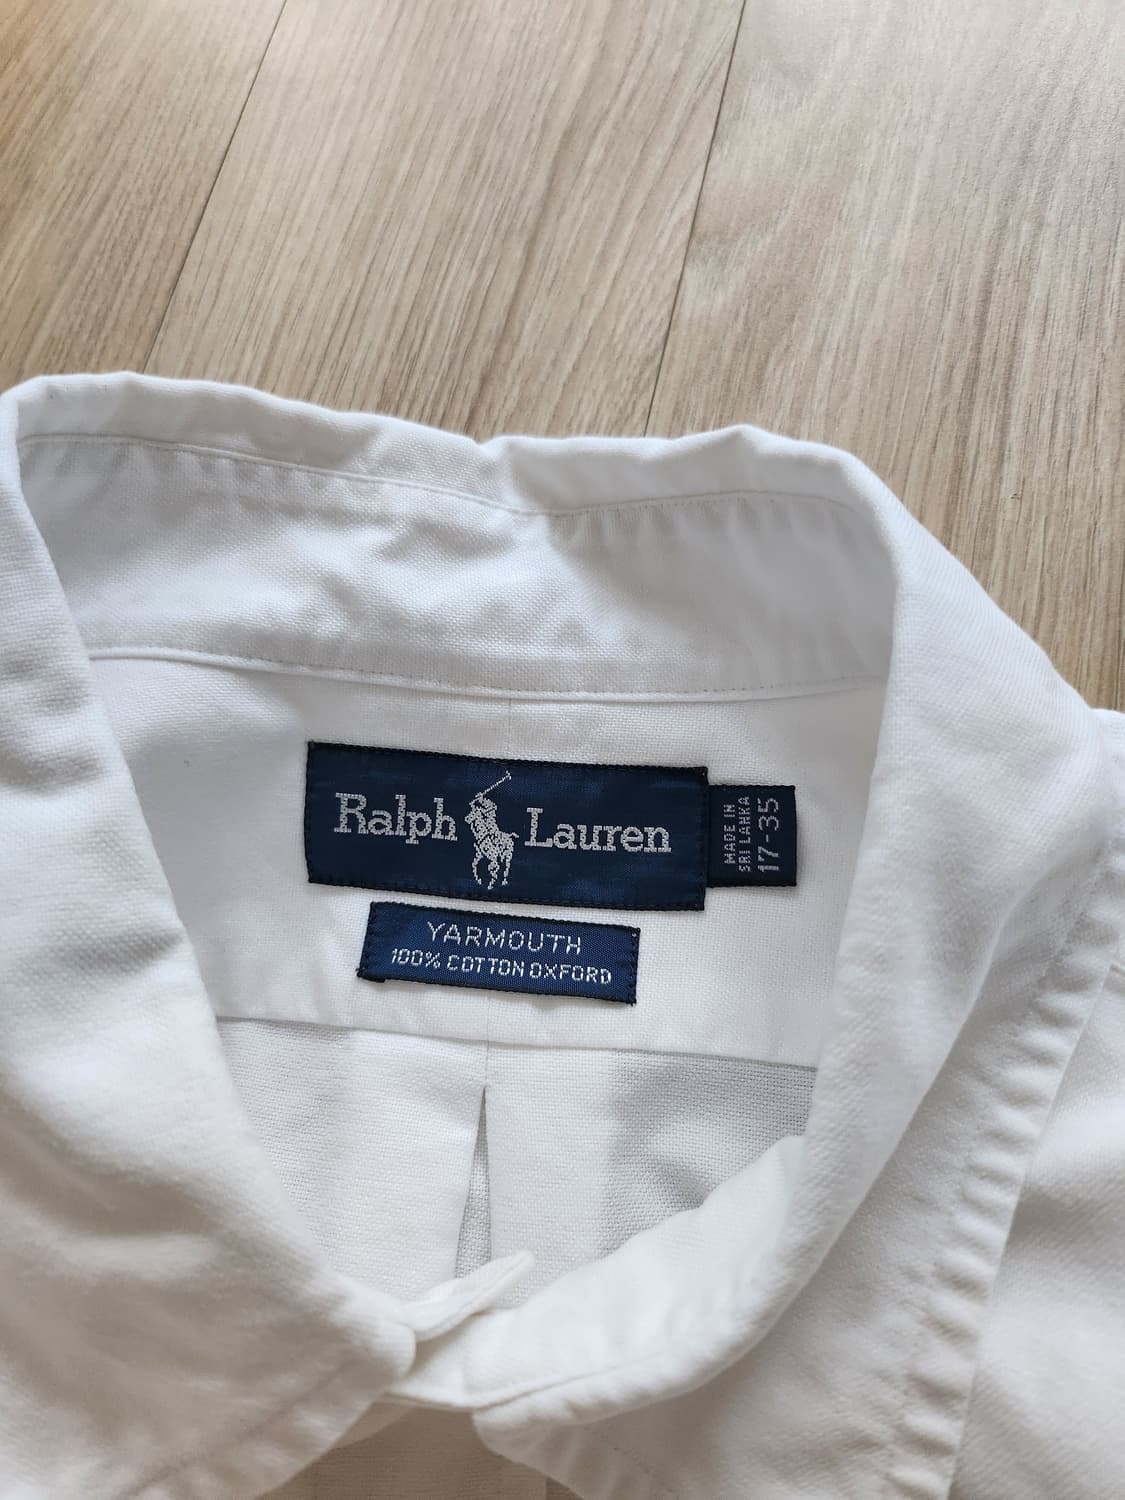 Ralph Lauren
MADE IN
SRI LANKA
17-35
YARMOUTH
100% COTTON OXFORD